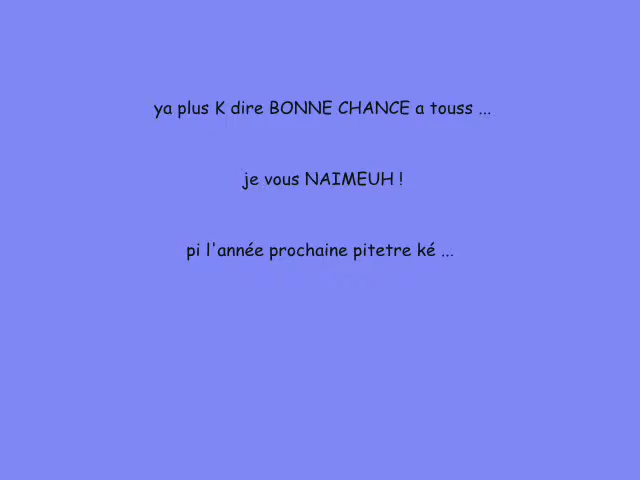 ya plus K dire BONNE CHANCE a touss ...
je vous NAIMEUH !
pi l'année prochaine pitetre ké ...